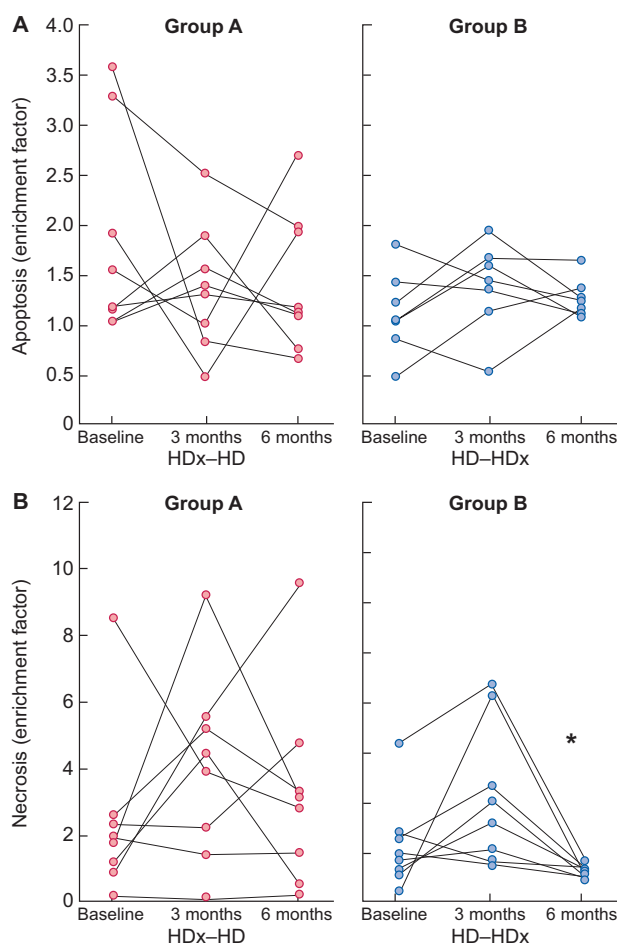 A
Group A
Group B
Apoptosis (enrichment factor)
4.0
3.5
3.0
2.5
2.0
1.5
1.0
0.5
0
Baseline 3 months 6 months
HDx–HD
Baseline 3 months 6 months
HD–HDx
B
Group A
Group B
Necrosis (enrichment factor)
12
10
8
6
4
2
0
*
Baseline 3 months 6 months
HDx–HD
Baseline 3 months 6 months
HD–HDx